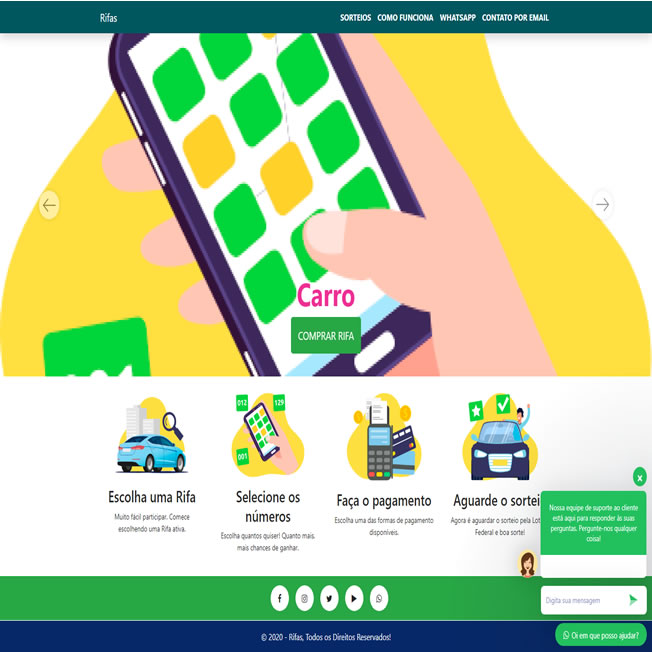 Rifas
SORTEIOS COMO FUNCIONA WHATSAPP CONTATO POR EMAIL
Carro
COMPRAR RIFA
012 129
001
Escolha uma Rifa
Muito fácil participar. Comece
escolhendo uma Rifa ativa.
Selecione os
números
Escolha quantos quiser! Quanto mais,
mais chances de ganhar.
Faça o pagamento
Escolha uma das formas de pagamento
disponíveis.
Aguarde o sortei
Agora é aguardar o sorteio pela Lot
Federal e boa sorte!
x
Nossa equipe de suporte ao cliente
está aqui para responder às suas
perguntas. Pergunte-nos qualquer
coisa!
Digita sua mensagem
Oi em que posso ajudar?
© 2020 - Rifas, Todos os Direitos Reservados!